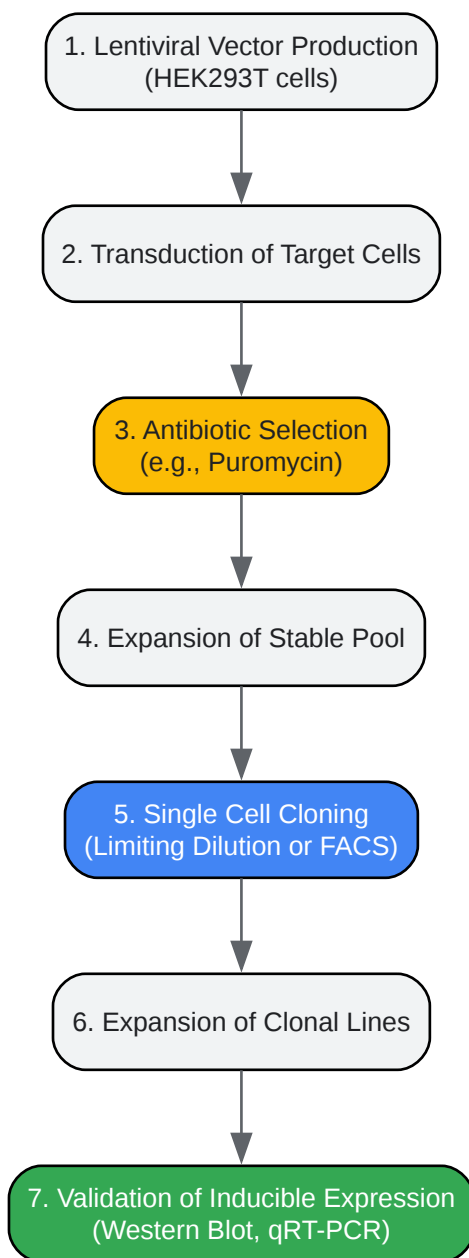 1. Lentiviral Vector Production
(HEK293T cells)
2. Transduction of Target Cells
3. Antibiotic Selection
(e.g., Puromycin)
4. Expansion of Stable Pool
5. Single Cell Cloning
(Limiting Dilution or FACS)
6. Expansion of Clonal Lines
7. Validation of Inducible Expression
(Western Blot, qRT-PCR)